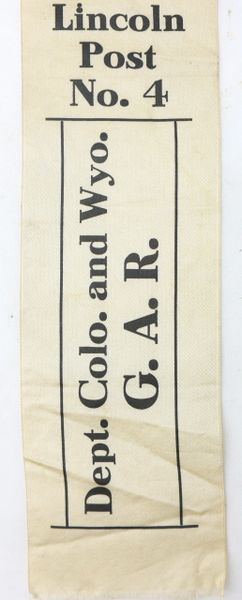 Lincoln
Post
No. 4
Dept. Colo. and Wyo.
G. A. R.